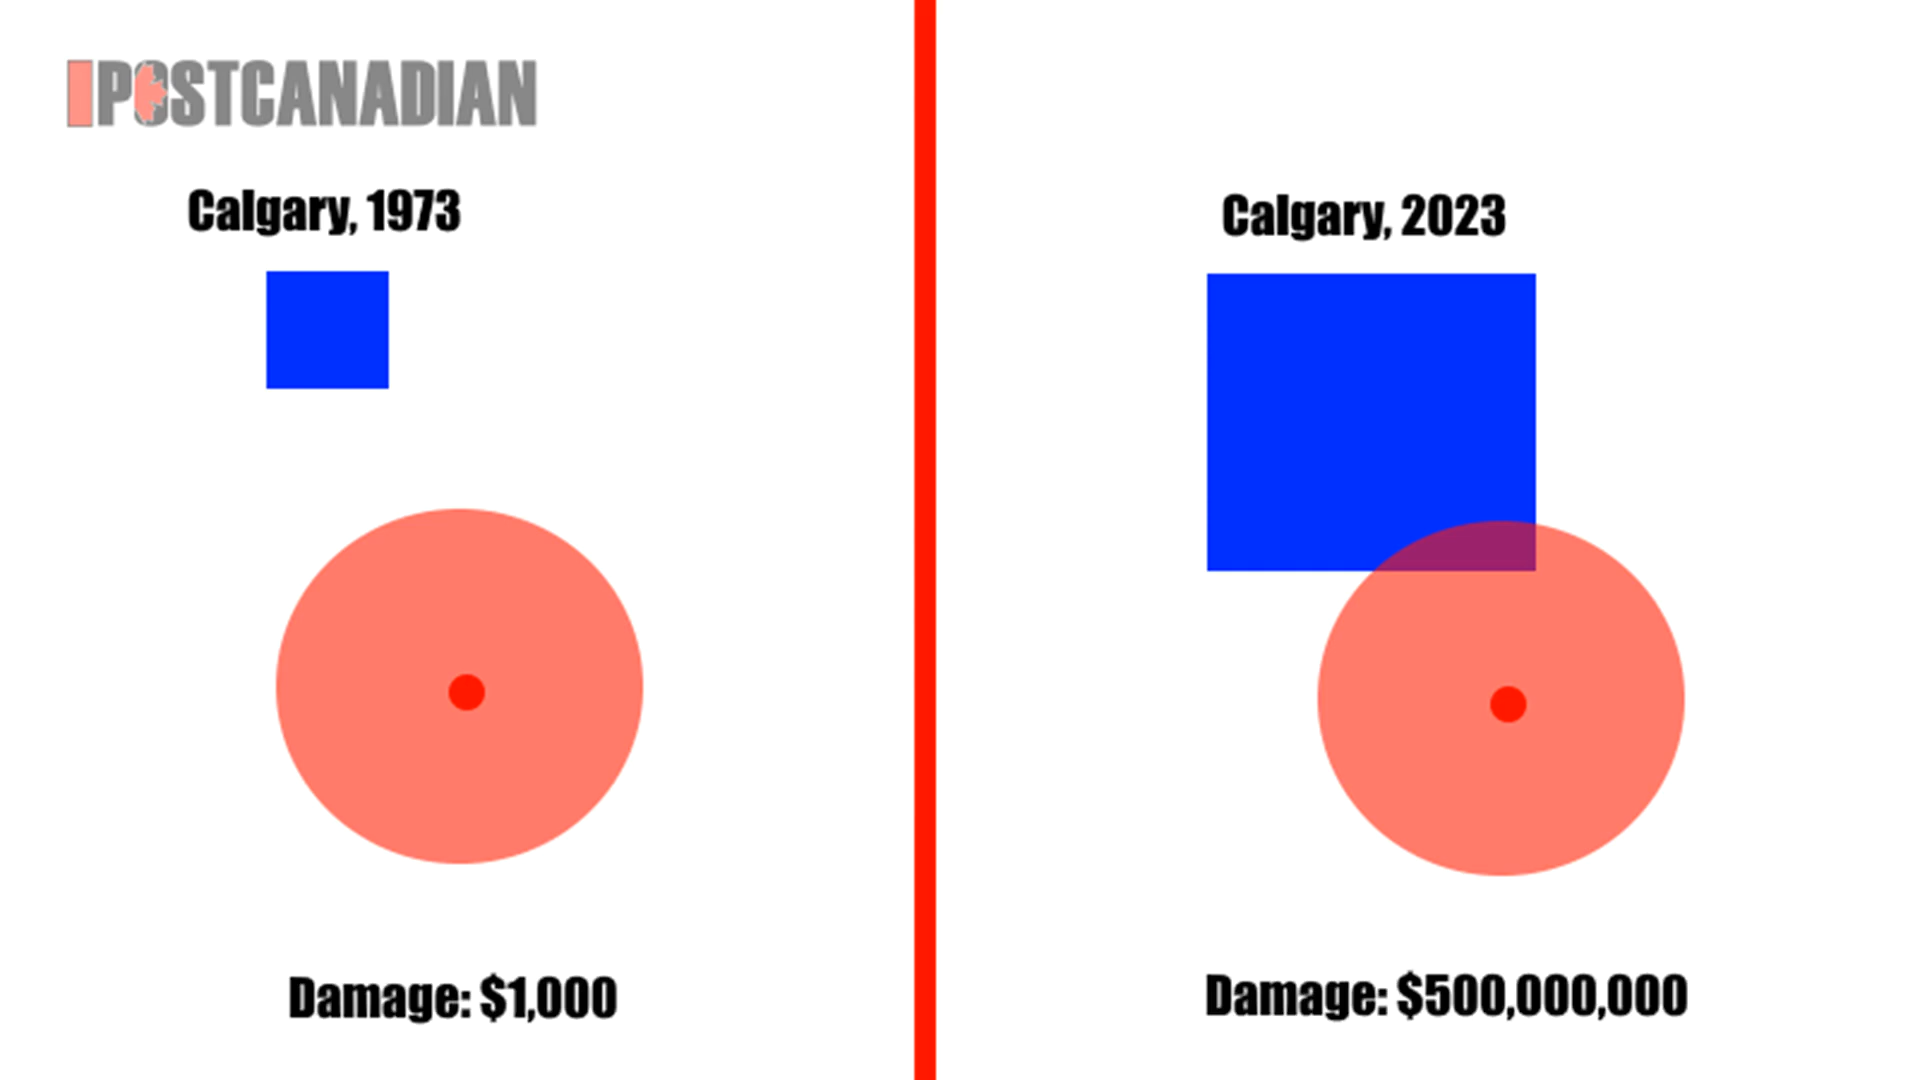 POSTCANADIAN
Calgary, 1973
Calgary, 2023
Damage: $1,000
Damage: $500,000,000